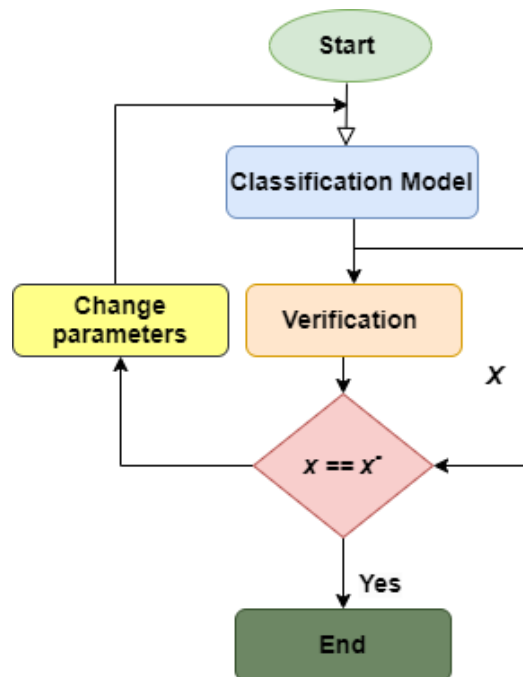 Start
Classification Model
Change
parameters
Verification
X
x == x-
Yes
End